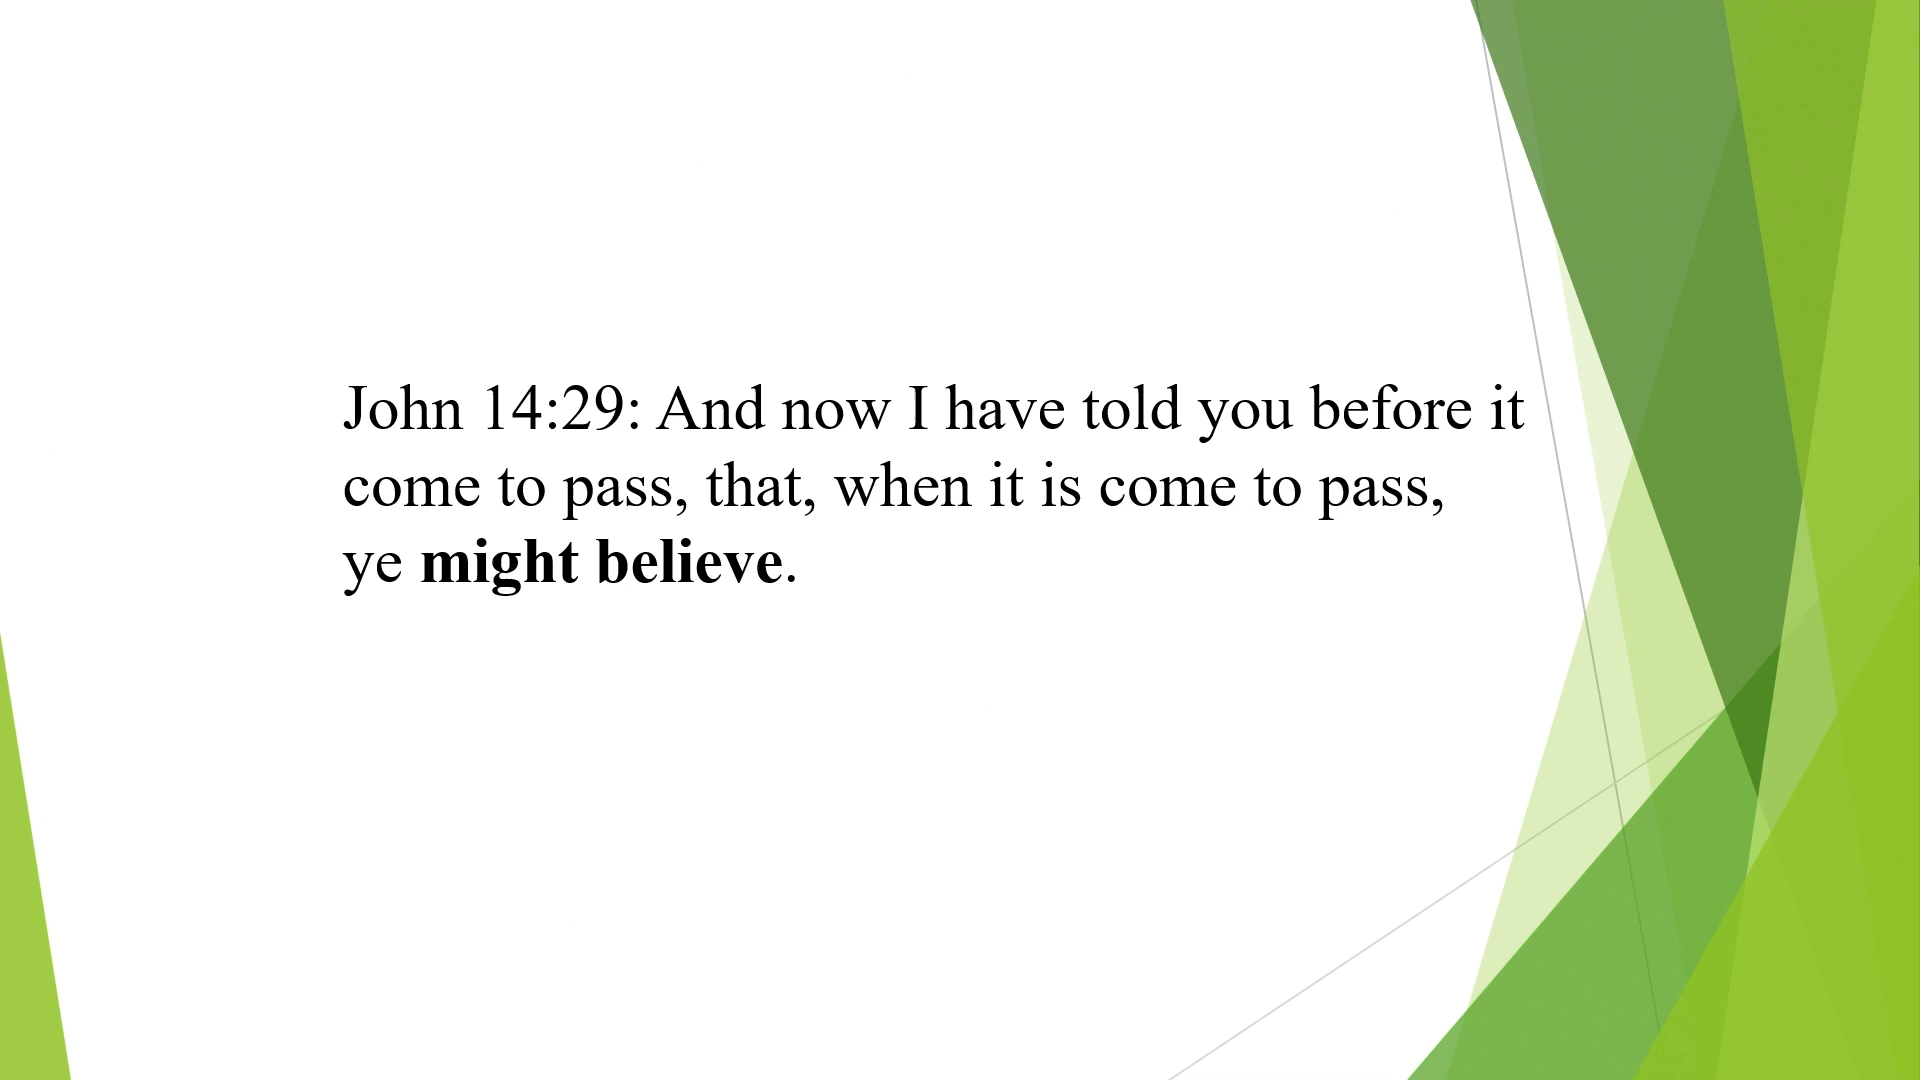 John 14:29: And now I have told you before it
come to pass, that, when it is come to pass,
ye might believe.